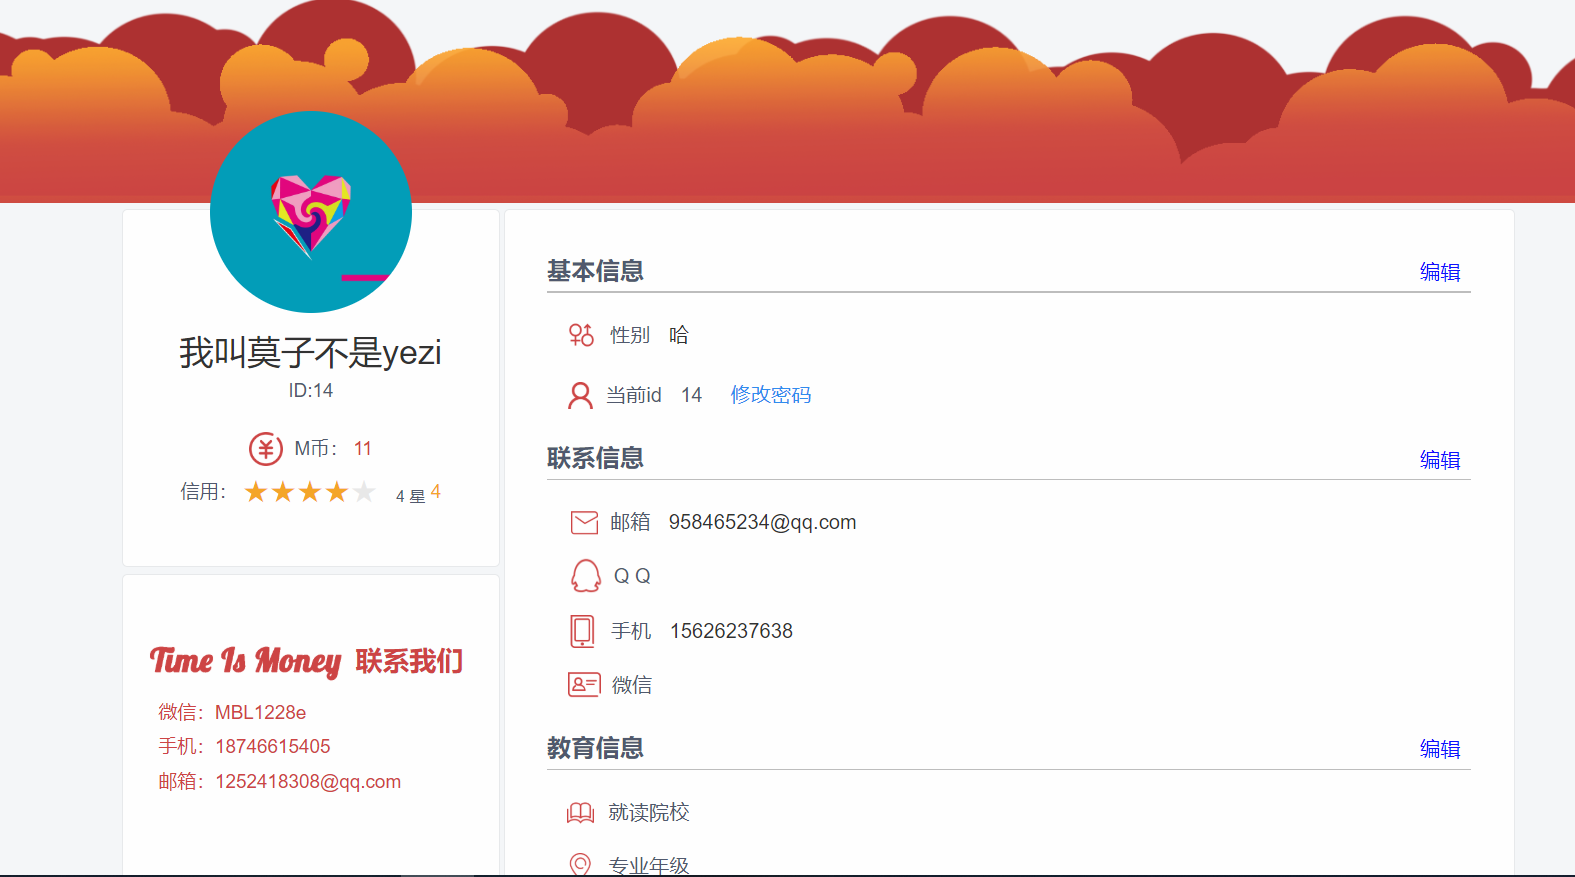 我叫莫子不是yezi
ID:14
M币： 11
信用： 4 星 4
Time Is Money 联系我们
微信：MBL1228e
手机：18746615405
邮箱：1252418308@qq.com
基本信息 编辑
性别 哈
当前id 14 修改密码
联系信息 编辑
邮箱 958465234@qq.com
Q Q
手机 15626237638
微信
教育信息 编辑
就读院校
专业年级